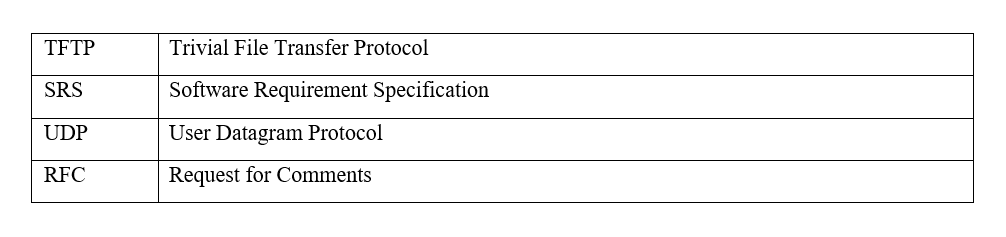 TFTP Trivial File Transfer Protocol
SRS Software Requirement Specification
UDP User Datagram Protocol
RFC Request for Comments